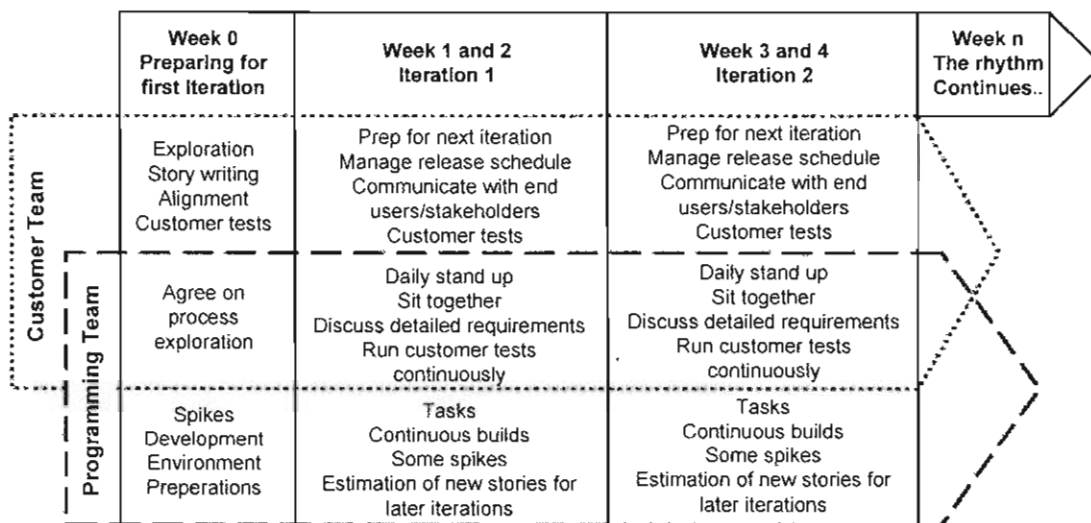 Week 0
Preparing for
first Iteration
Week 1 and 2
Iteration 1
Week 3 and 4
Iteration 2
Week n
The rhythm
Continues..
Customer Team
Exploration
Story writing
Alignment
Customer tests
Prep for next iteration
Manage release schedule
Communicate with end
users/stakeholders
Customer tests
Prep for next iteration
Manage release schedule
Communicate with end
users/stakeholders
Customer tests
Programming Team
Agree on
process
exploration
Daily stand up
Sit together
Discuss detailed requirements
Run customer tests
continuously
Daily stand up
Sit together
Discuss detailed requirements
Run customer tests
continuously
Spikes
Development
Environment
Preperations
Tasks
Continuous builds
Some spikes
Estimation of new stories for
later iterations
Tasks
Continuous builds
Some spikes
Estimation of new stories for
later iterations